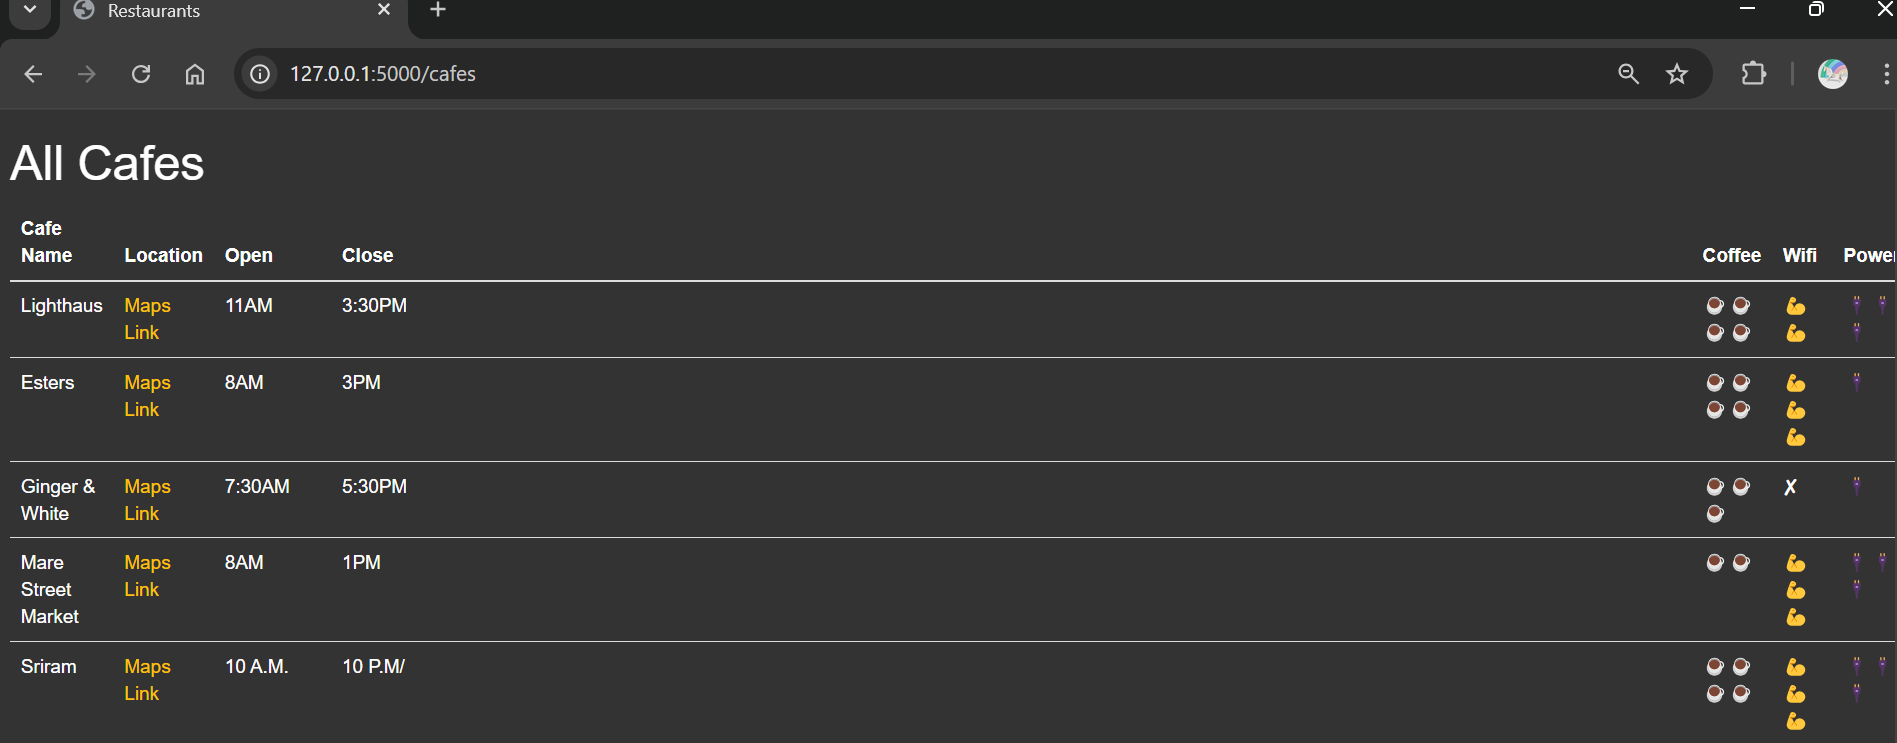 Restaurants
127.0.0.1:5000/cafes
All Cafes
Cafe
Name Location Open Close Coffee Wifi Power
Lighthaus Maps 11AM 3:30PM ☕☕ 💪 🔌🔌
Link ☕☕ 💪 🔌
Esters Maps 8AM 3PM ☕☕ 💪 🔌
Link ☕☕ 💪
💪
Ginger & Maps 7:30AM 5:30PM ☕☕ ✘ 🔌
White Link ☕
Mare Maps 8AM 1PM ☕☕ 💪 🔌🔌
Street Link 💪 🔌
Market 💪
Sriram Maps 10 A.M. 10 P.M/ ☕☕ 💪 🔌🔌
Link ☕☕ 💪 🔌
💪